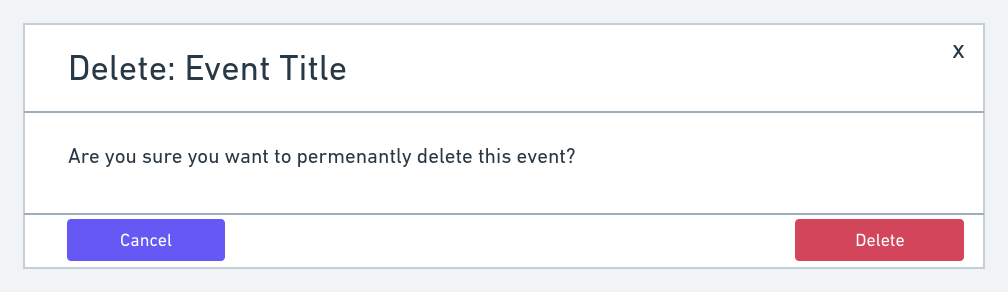 Delete: Event Title
x
Are you sure you want to permenantly delete this event?
Cancel
Delete